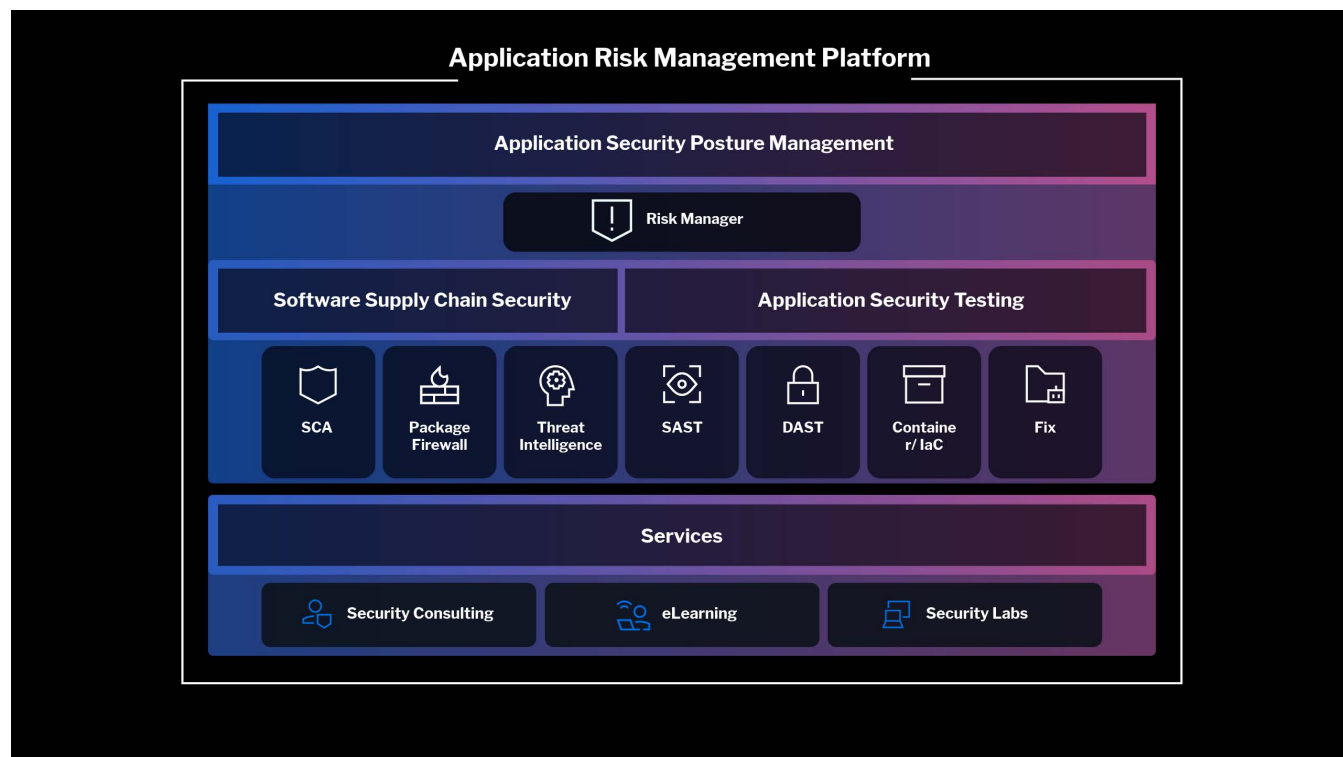 Application Risk Management Platform
Application Security Posture Management
Risk Manager
Software Supply Chain Security
Application Security Testing
SCA
Package
Firewall
Threat
Intelligence
SAST
DAST
Containe
r/ IaC
Fix
Services
Security Consulting
eLearning
Security Labs